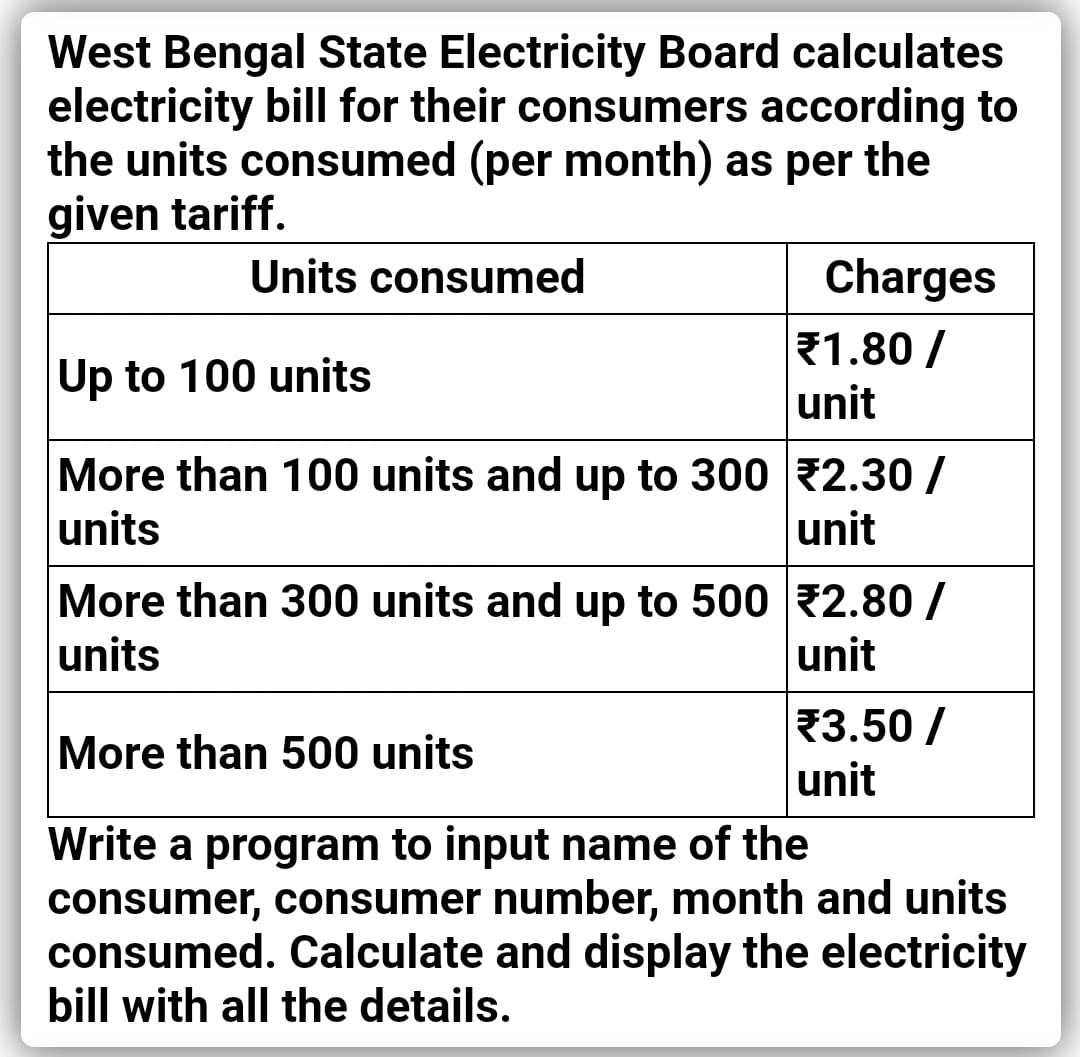 West Bengal State Electricity Board calculates
electricity bill for their consumers according to
the units consumed (per month) as per the
given tariff.
Units consumed
Charges
Up to 100 units
₹1.80 /
unit
More than 100 units and up to 300
units
₹2.30 /
unit
More than 300 units and up to 500
units
₹2.80 /
unit
More than 500 units
₹3.50 /
unit
Write a program to input name of the
consumer, consumer number, month and units
consumed. Calculate and display the electricity
bill with all the details.